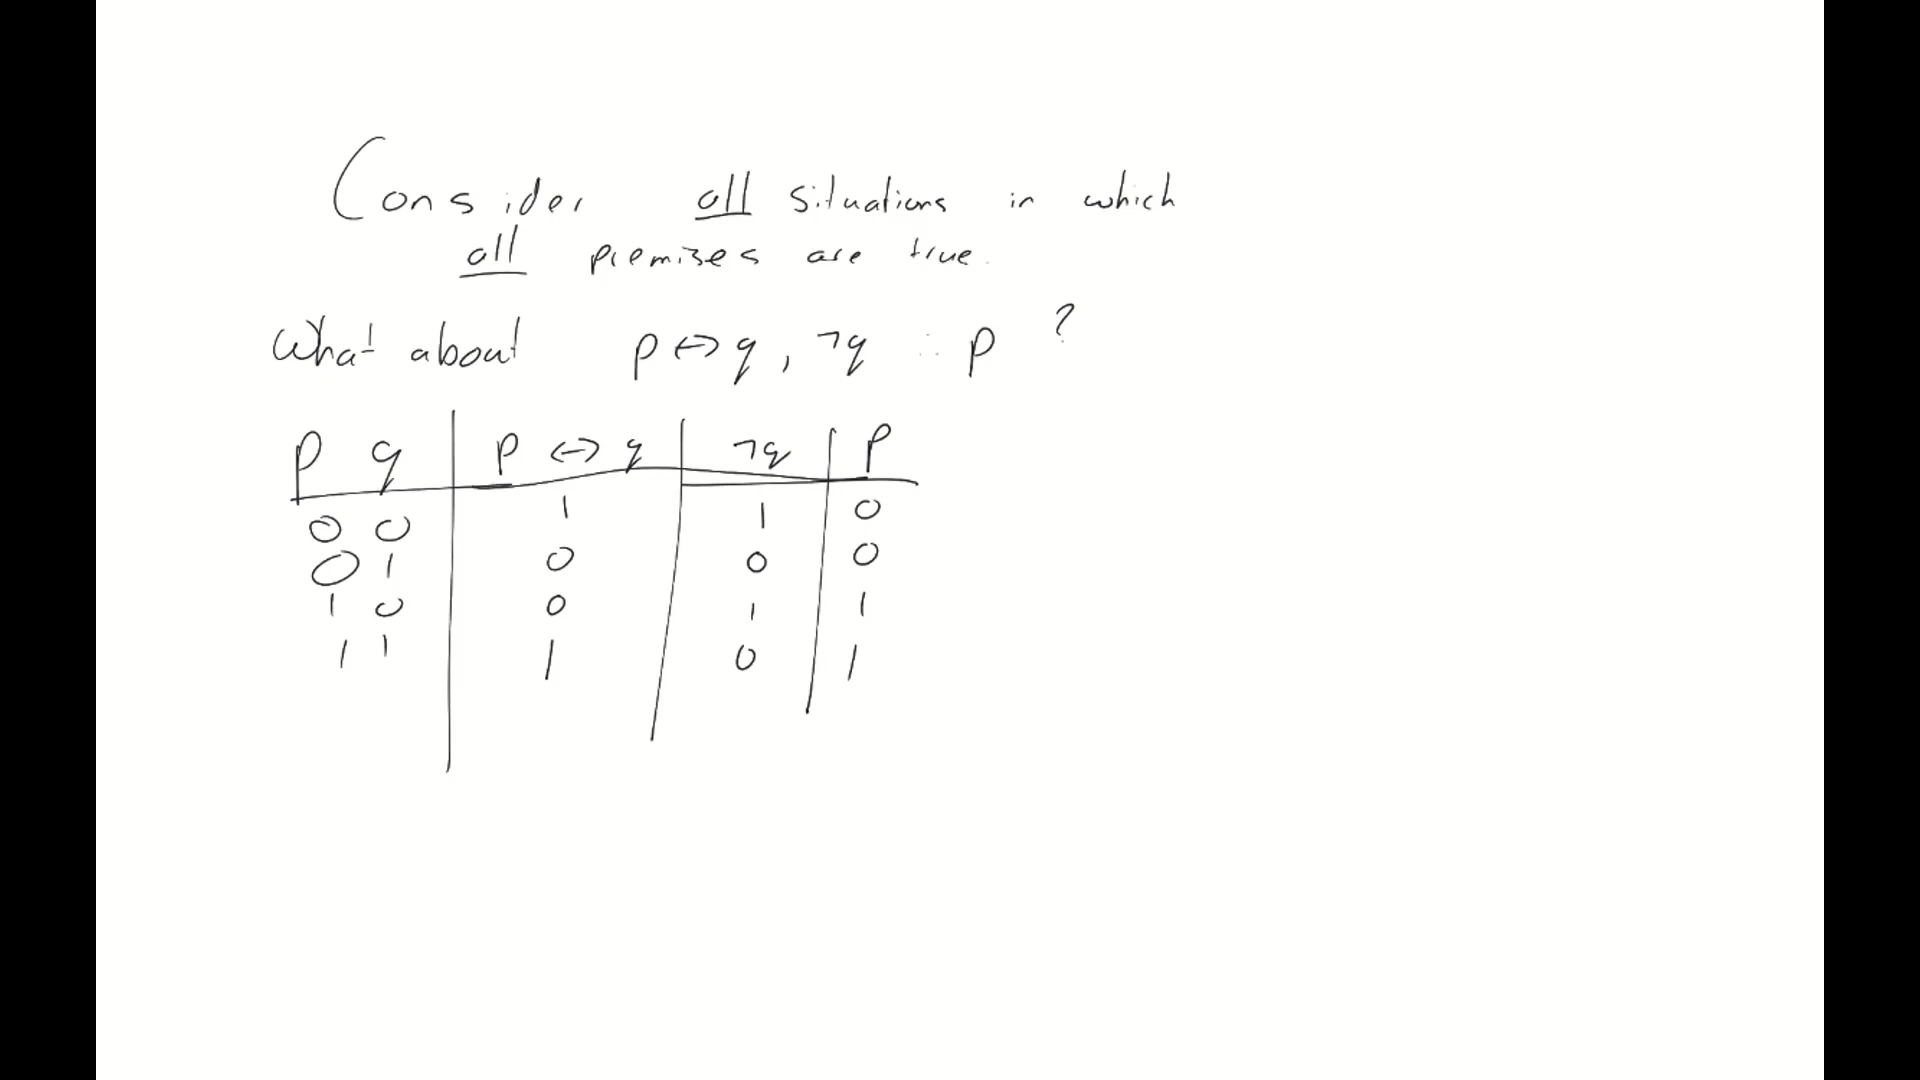 Consider all situations in which
all premises are true.
What about p ↔ q, ¬q ∴ p ?
p q p ↔ q ¬q p
0 0 1 1 0
0 1 0 0 0
1 0 0 1 1
1 1 1 0 1